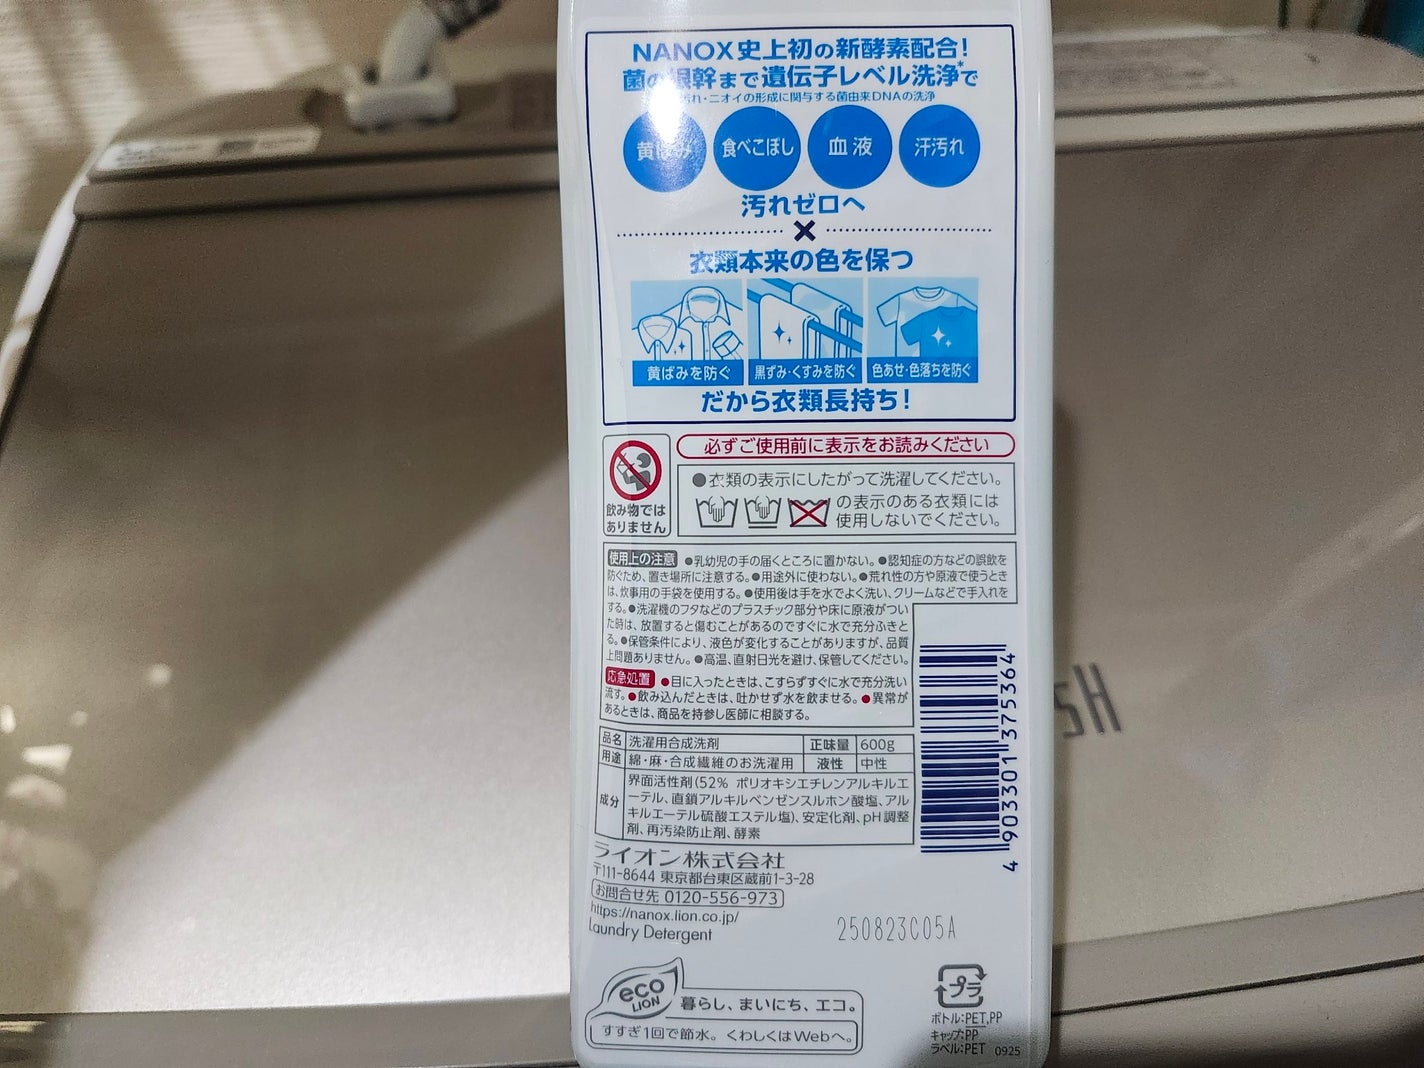 NANOX史上初の新酵素配合!
菌の根幹まで遺伝子レベル洗浄*で
汚れ・ニオイの形成に関与する菌由来DNAの洗浄
黄ばみ 食べこぼし 血液 汗汚れ
汚れゼロへ
×
衣類本来の色を保つ
黄ばみを防ぐ 黒ずみ・くすみを防ぐ 色あせ・色落ちを防ぐ
だから衣類長持ち!
飲み物では
ありません
必ずご使用前に表示をお読みください
●衣類の表示にしたがって洗濯してください。
の表示のある衣類には
使用しないでください。
使用上の注意 ●乳幼児の手の届くところに置かない。●認知症の方などの誤飲を
防ぐため、置き場所に注意する。●用途外に使わない。●荒れ性の方や原液で使うとき
は、炊事用の手袋を使用する。●使用後は手を水でよく洗い、クリームなどで手入れを
する。●洗濯機のフタなどのプラスチック部分や床に原液がつい
た時は、放置すると傷むことがあるのですぐに水で充分ふきと
る。●保管条件により、液色が変化することがありますが、品質
上問題ありません。●高温、直射日光を避け、保管してください。
応急処置 ●目に入ったときは、こすらずすぐに水で充分洗い
流す。●飲み込んだときは、吐かせず水を飲ませる。●異常が
あるときは、商品を持参し医師に相談する。
品名 洗濯用合成洗剤 正味量 600g
用途 綿・麻・合成繊維のお洗濯用 液性 中性
成分 界面活性剤(52% ポリオキシエチレンアルキルエ
ーテル、直鎖アルキルベンゼンスルホン酸塩、アル
キルエーテル硫酸エステル塩)、安定化剤、pH調整
剤、再汚染防止剤、酵素
4 903301 375364
ライオン株式会社
〒111-8644 東京都台東区蔵前1-3-28
お問合せ先 0120-556-973
https://nanox.lion.co.jp/
Laundry Detergent
250823C05A
eco
LION
暮らし、まいにち、エコ。
すすぎ1回で節水。くわしくはWebへ。
プラ
ボトル:PET,PP
キャップ:PP
ラベル:PET 0925
SH